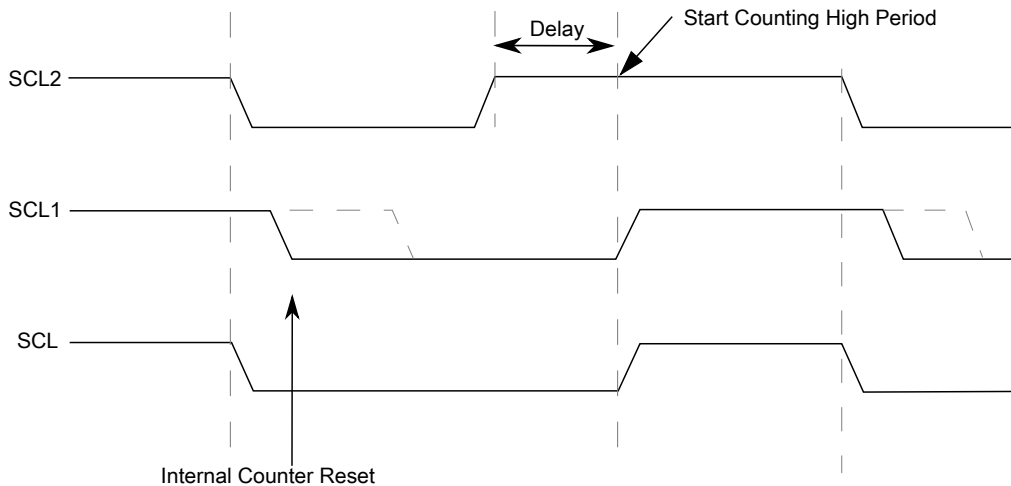 Delay
Start Counting High Period
SCL2
SCL1
SCL
Internal Counter Reset